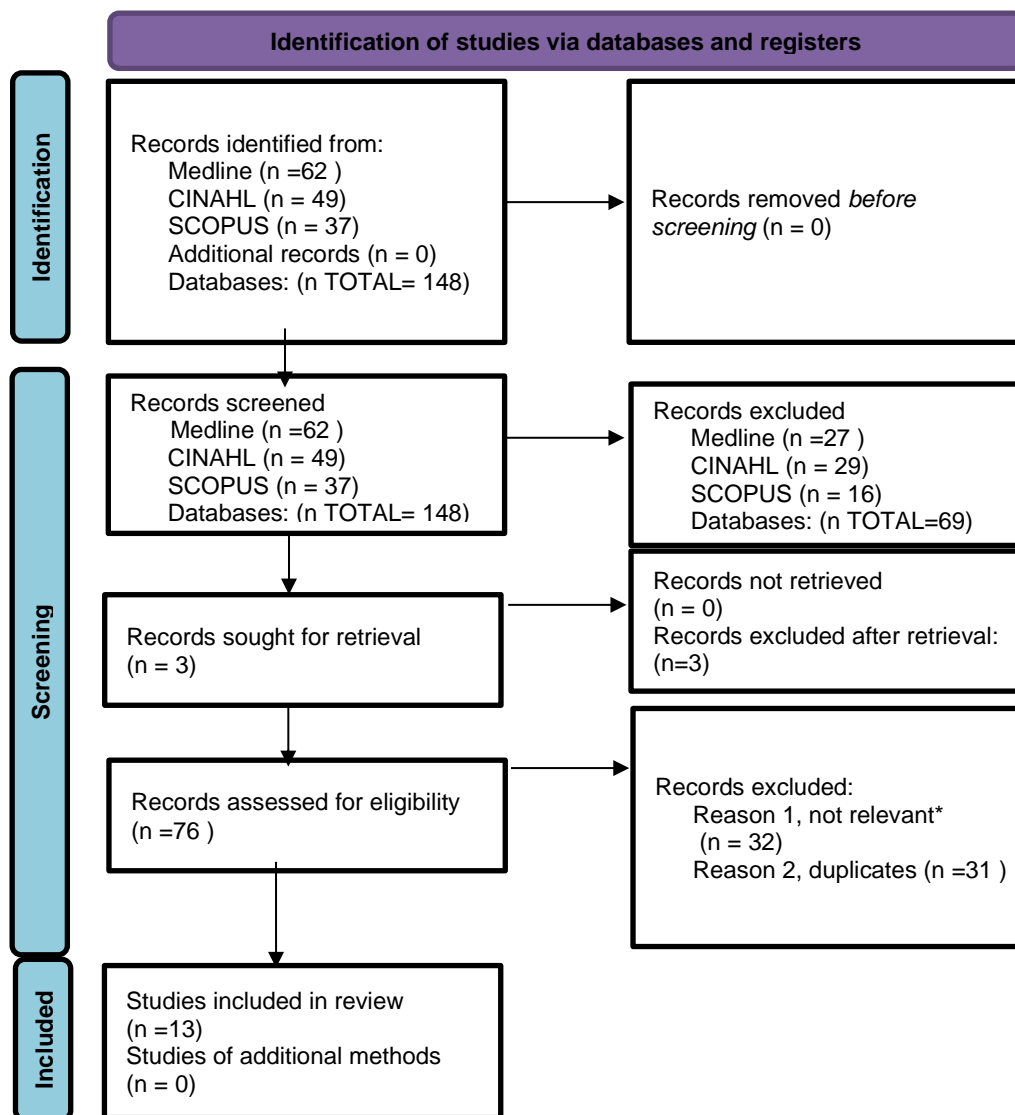 Identification of studies via databases and registers
Identification
Records identified from:
Medline (n =62 )
CINAHL (n = 49)
SCOPUS (n = 37)
Additional records (n = 0)
Databases: (n TOTAL= 148)
Records removed before
screening (n = 0)
Screening
Records screened
Medline (n =62 )
CINAHL (n = 49)
SCOPUS (n = 37)
Databases: (n TOTAL= 148)
Records excluded
Medline (n =27 )
CINAHL (n = 29)
SCOPUS (n = 16)
Databases: (n TOTAL=69)
Records sought for retrieval
(n = 3)
Records not retrieved
(n = 0)
Records excluded after retrieval:
(n=3)
Records assessed for eligibility
(n =76 )
Records excluded:
Reason 1, not relevant*
(n = 32)
Reason 2, duplicates (n =31 )
Included
Studies included in review
(n =13)
Studies of additional methods
(n = 0)